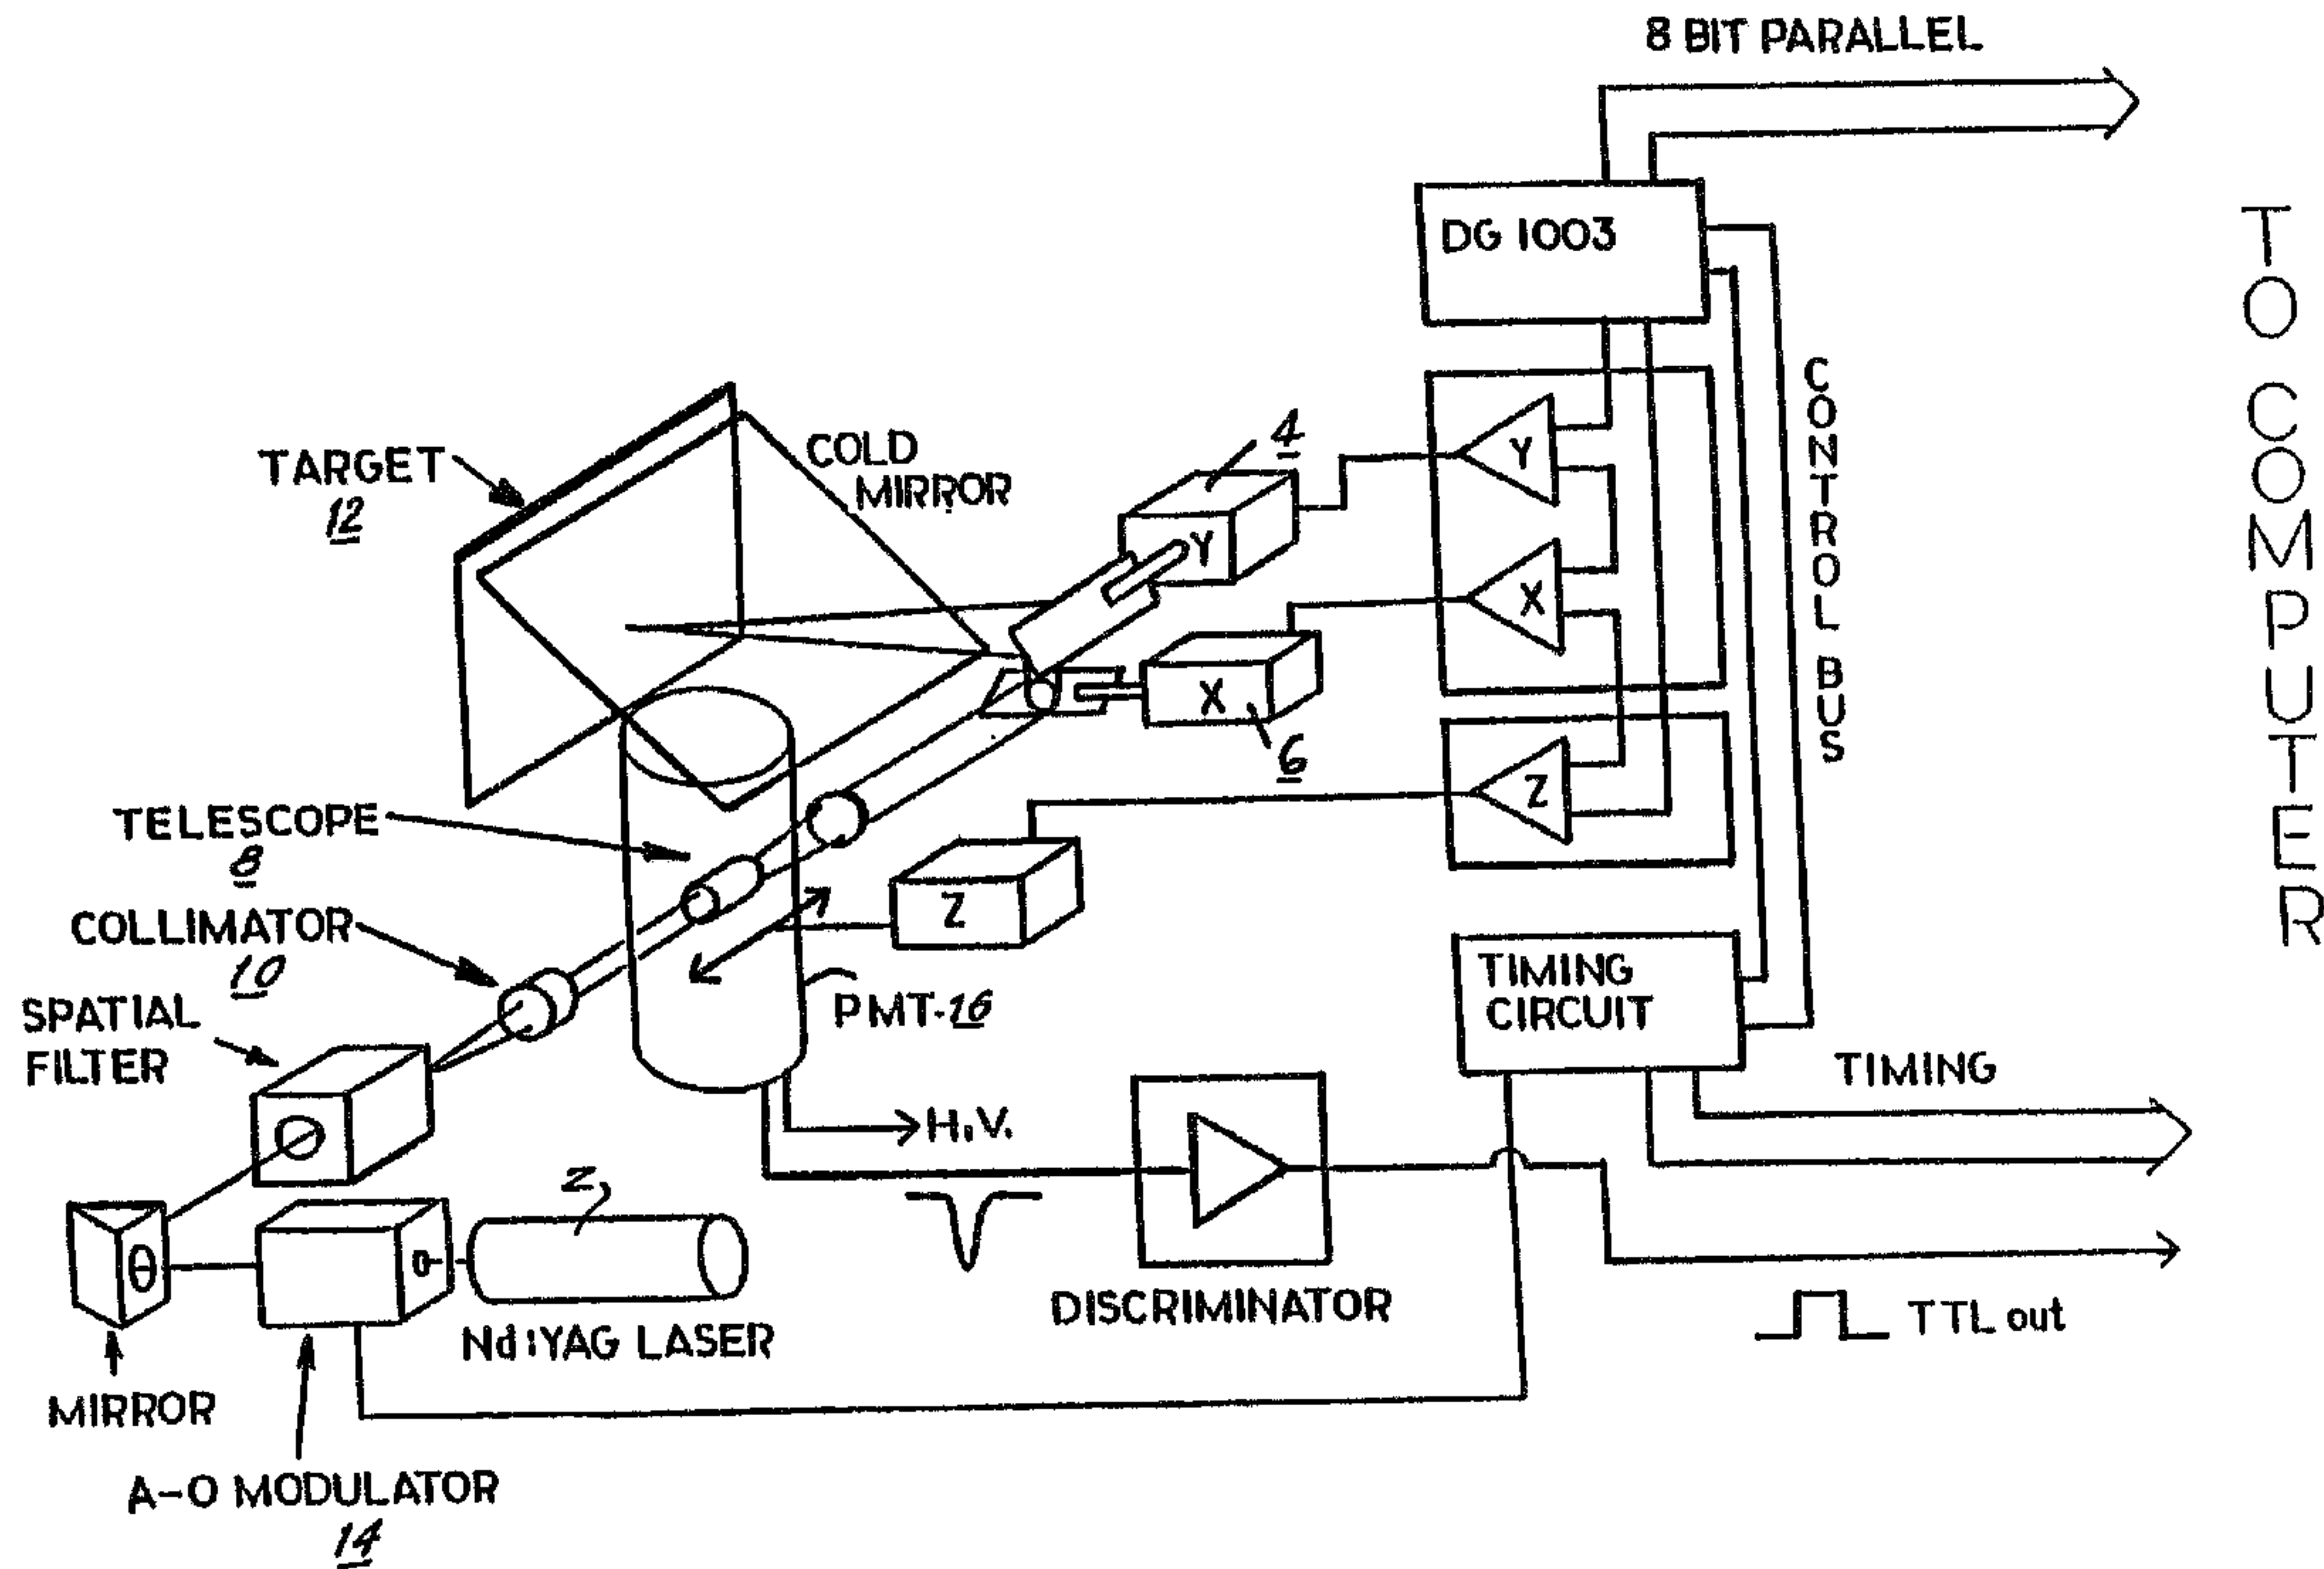 8 BIT PARALLEL
DG 1003
TO COMPUTER
CONTROL BUS
COLD
MIRROR
4
Y
Y
TARGET
12
X
X
6
Z
TELESCOPE
8
Z
COLLIMATOR
10
TIMING
CIRCUIT
PMT-16
SPATIAL
FILTER
TIMING
H.V.
2
DISCRIMINATOR
TTL out
Nd:YAG LASER
MIRROR
A-O MODULATOR
14